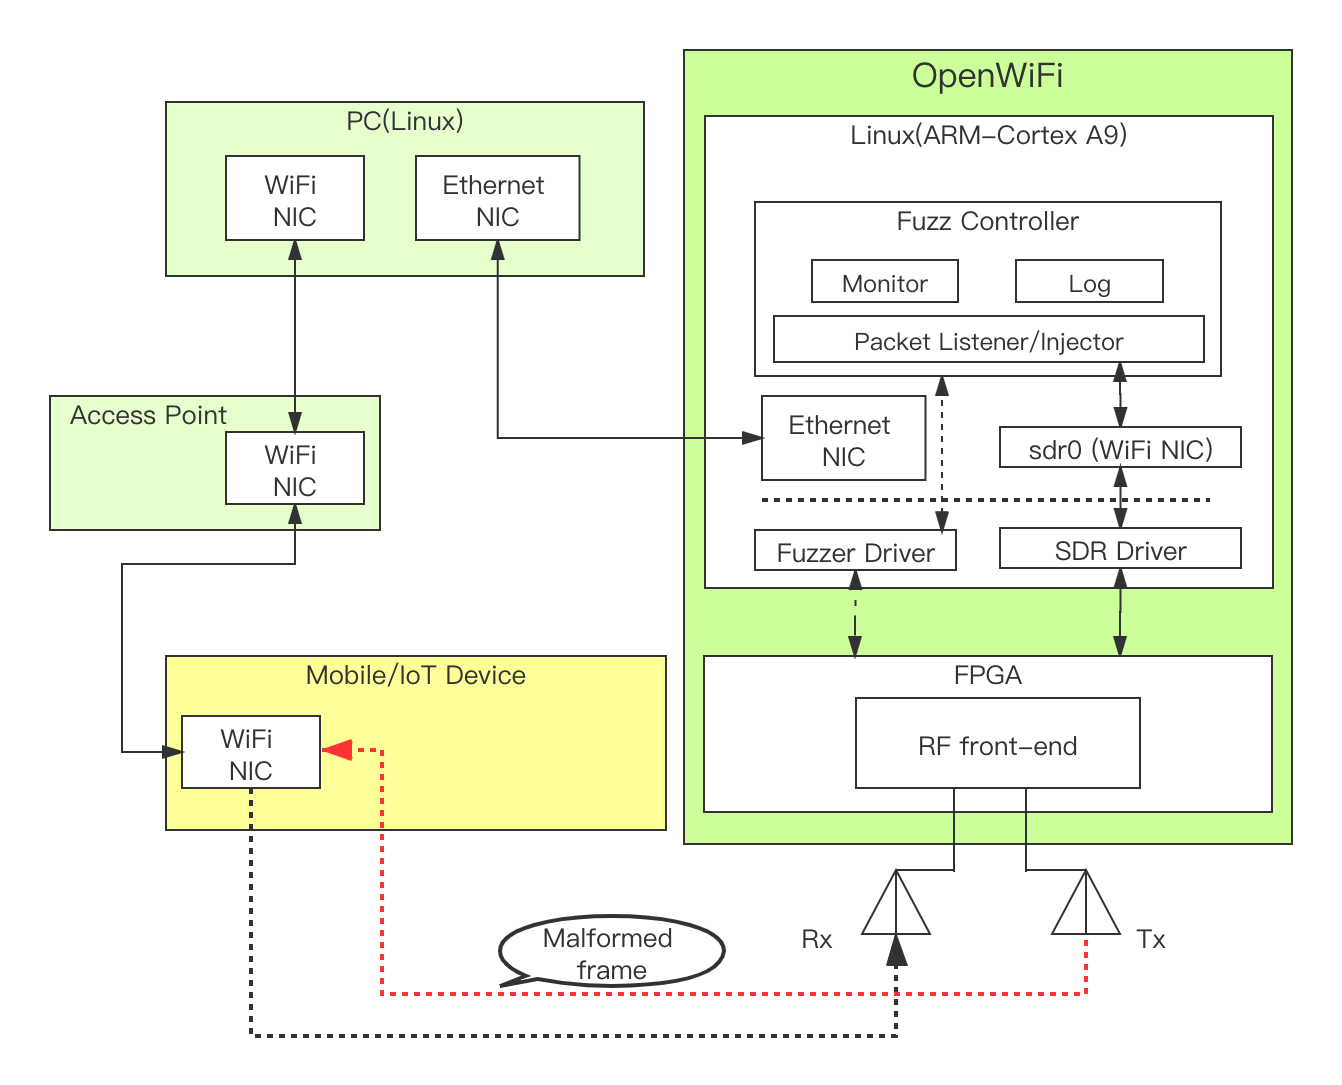 OpenWiFi
PC(Linux)
WiFi
NIC
Ethernet
NIC
Linux(ARM-Cortex A9)
Fuzz Controller
Monitor
Log
Packet Listener/Injector
Access Point
WiFi
NIC
Ethernet
NIC
sdr0 (WiFi NIC)
Fuzzer Driver
SDR Driver
Mobile/IoT Device
WiFi
NIC
FPGA
RF front-end
Rx
Tx
Malformed
frame